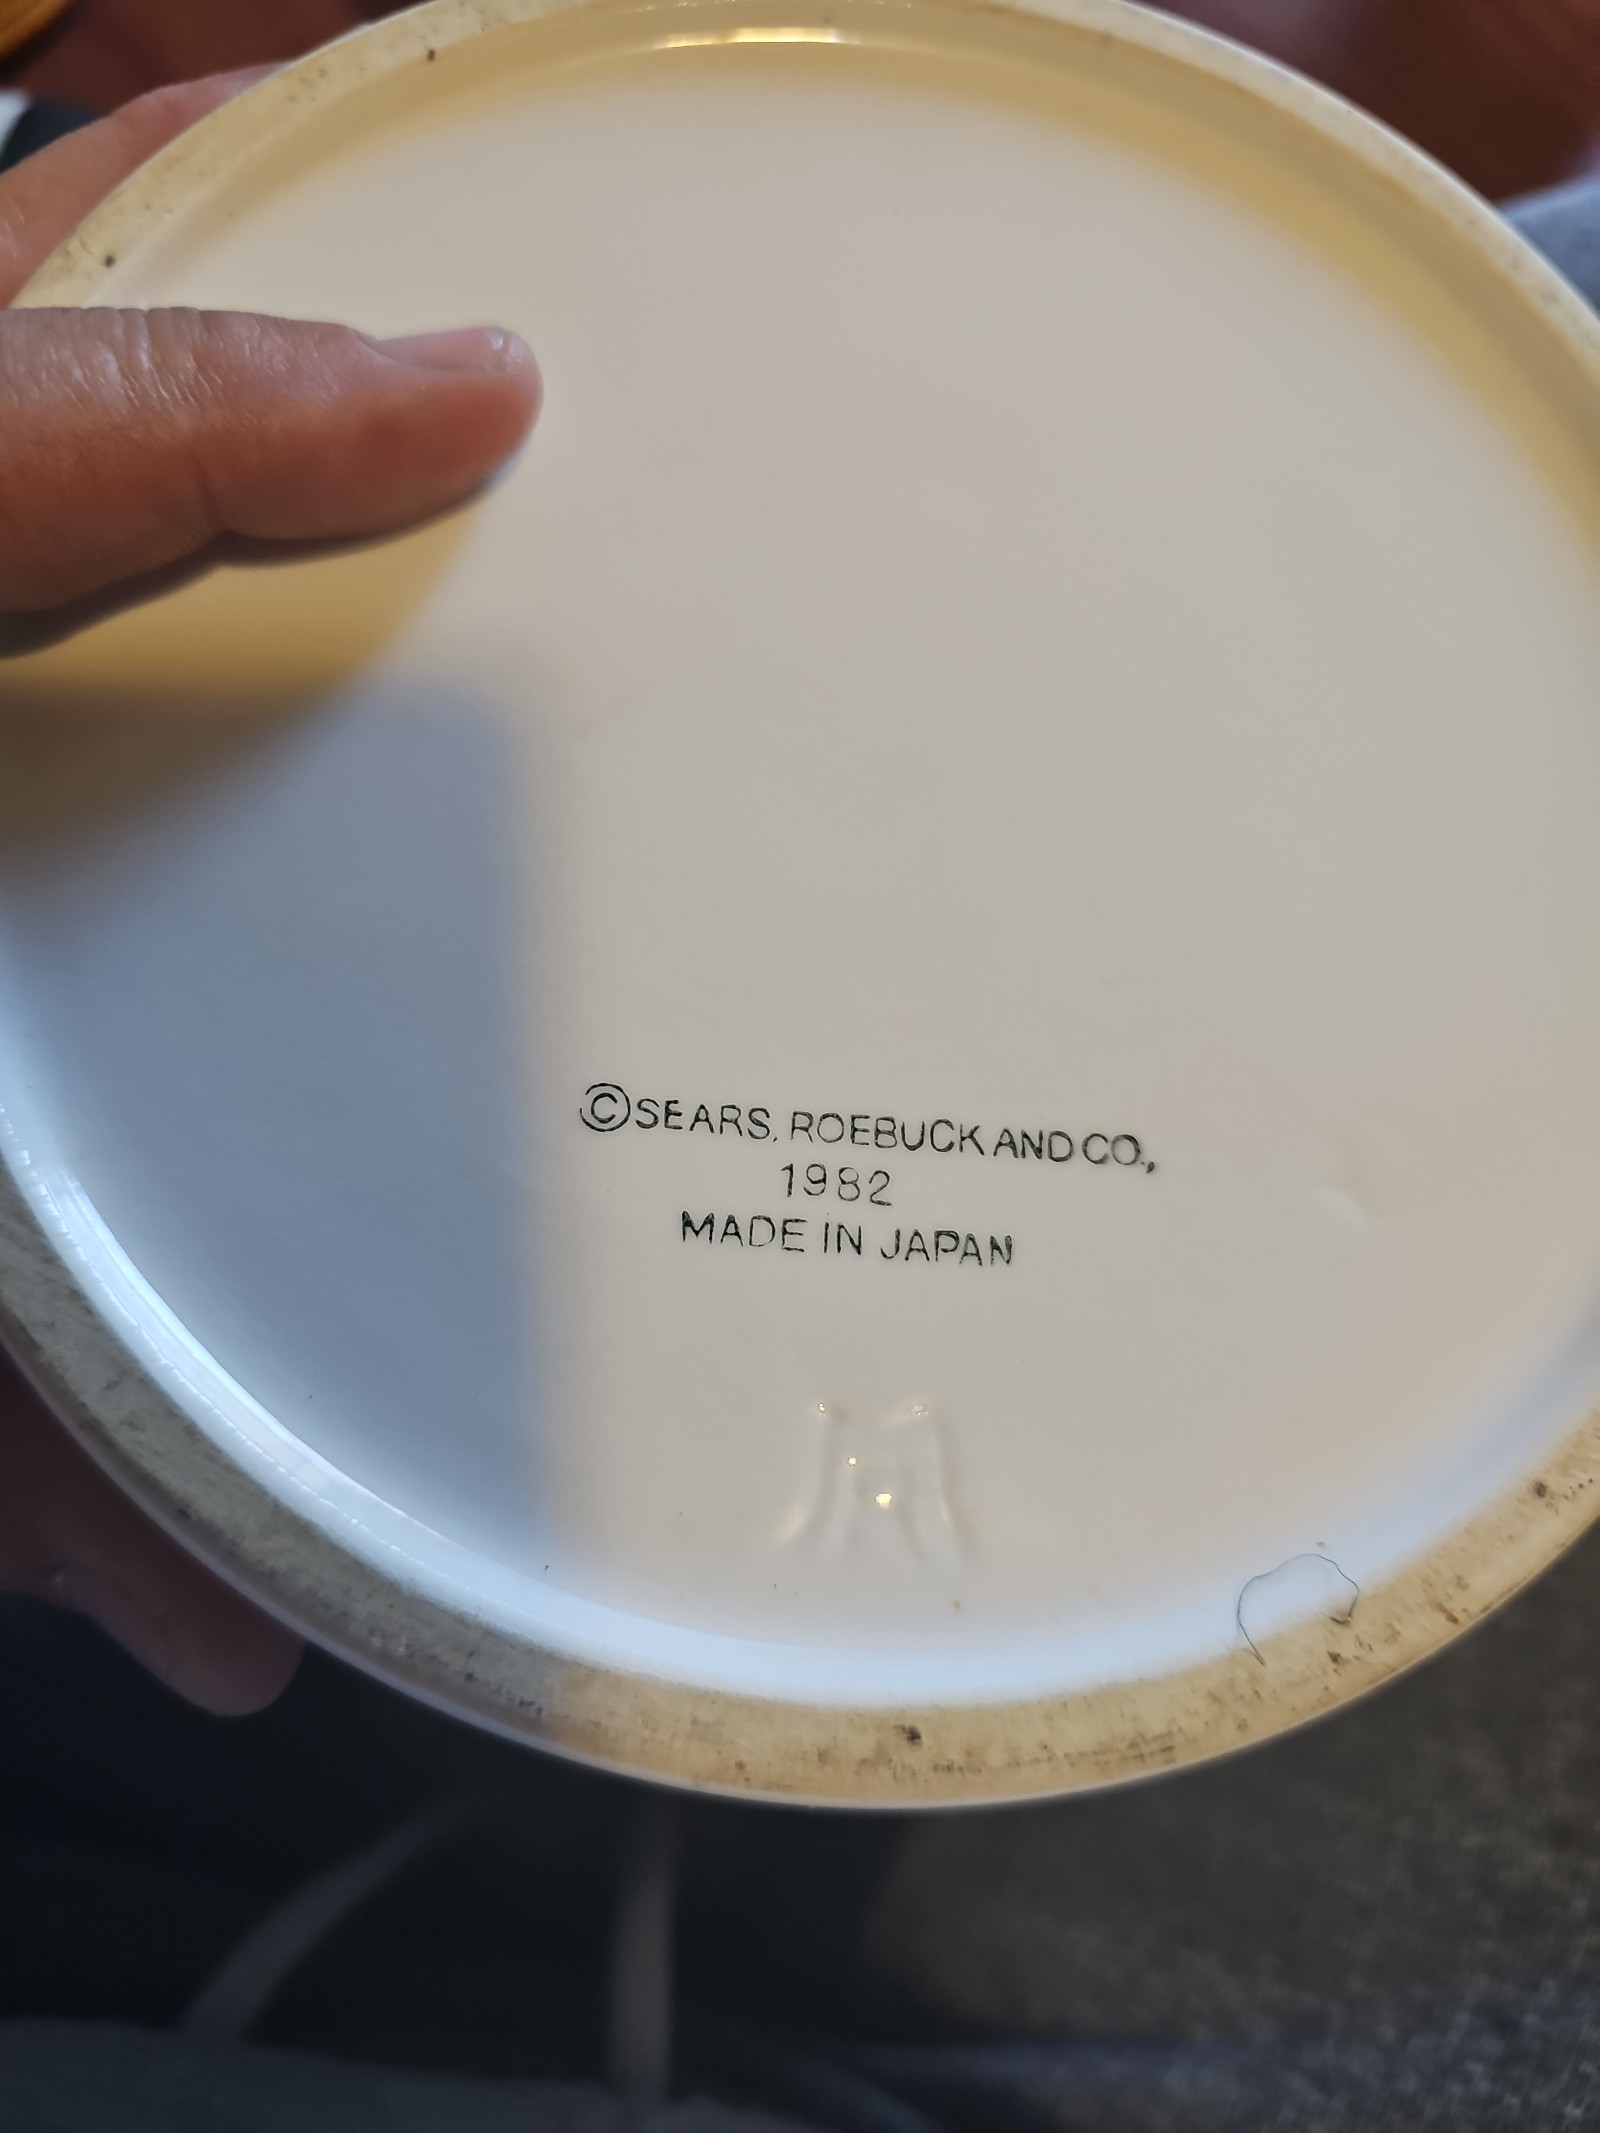 ©SEARS, ROEBUCK AND CO.,
1982
MADE IN JAPAN
M